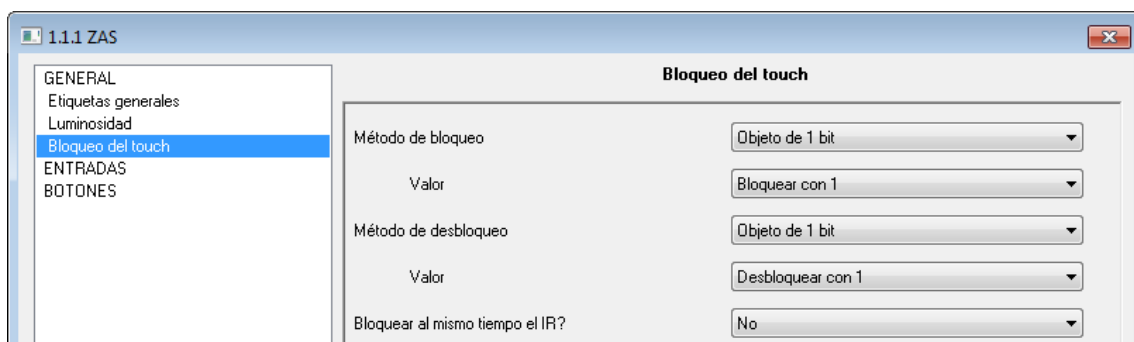 1.1.1 ZAS
GENERAL
Etiquetas generales
Luminosidad
Bloqueo del touch
ENTRADAS
BOTONES
Bloqueo del touch
Método de bloqueo Objeto de 1 bit
Valor Bloquear con 1
Método de desbloqueo Objeto de 1 bit
Valor Desbloquear con 1
Bloquear al mismo tiempo el IR? No